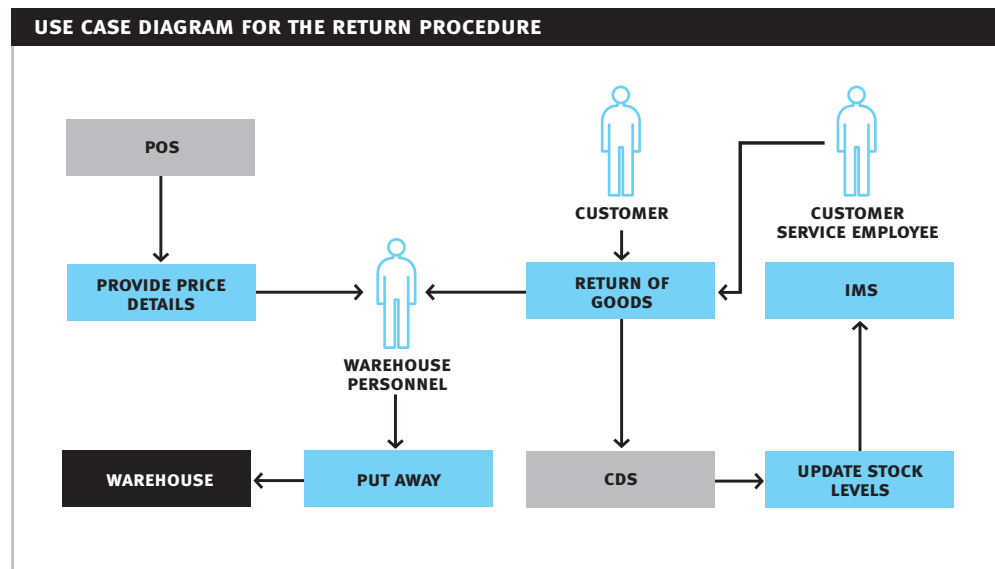 USE CASE DIAGRAM FOR THE RETURN PROCEDURE
POS
CUSTOMER
CUSTOMER
SERVICE EMPLOYEE
PROVIDE PRICE
DETAILS
WAREHOUSE
PERSONNEL
RETURN OF
GOODS
IMS
WAREHOUSE
PUT AWAY
CDS
UPDATE STOCK
LEVELS